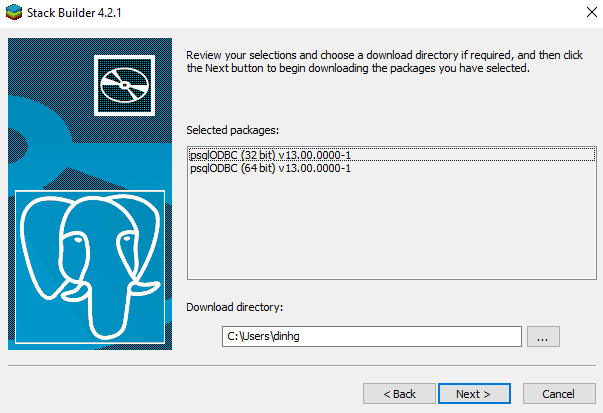 Stack Builder 4.2.1
Review your selections and choose a download directory if required, and then click
the Next button to begin downloading the packages you have selected.
Selected packages:
psqlODBC (32 bit) v13.00.0000-1
psqlODBC (64 bit) v13.00.0000-1
Download directory:
C:\Users\dinhg
...
< Back
Next >
Cancel